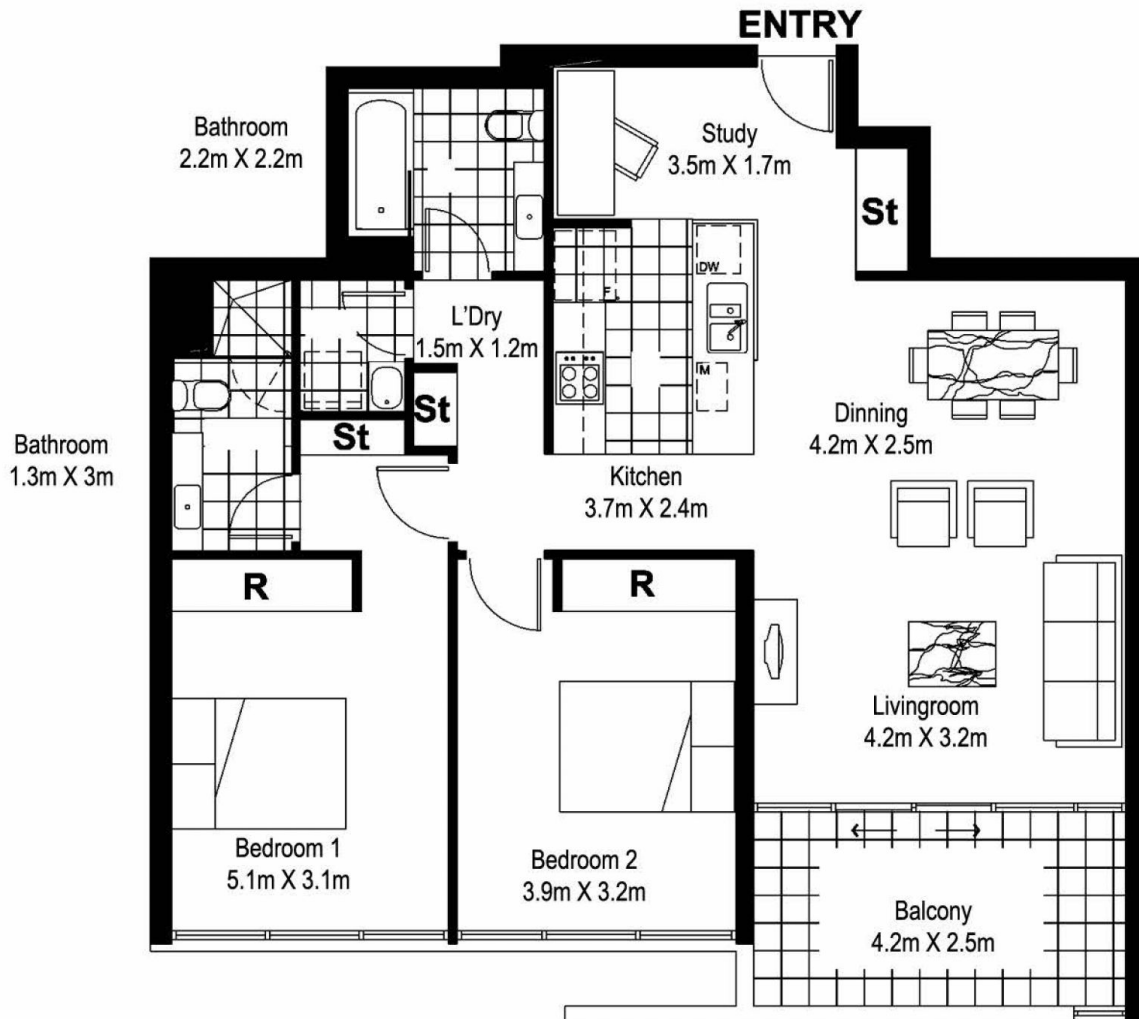 ENTRY
Bathroom
2.2m X 2.2m
Study
3.5m X 1.7m
St
DW
F
L'Dry
1.5m X 1.2m
M
St
St
Dinning
4.2m X 2.5m
Bathroom
1.3m X 3m
Kitchen
3.7m X 2.4m
R
R
Livingroom
4.2m X 3.2m
Bedroom 1
5.1m X 3.1m
Bedroom 2
3.9m X 3.2m
Balcony
4.2m X 2.5m